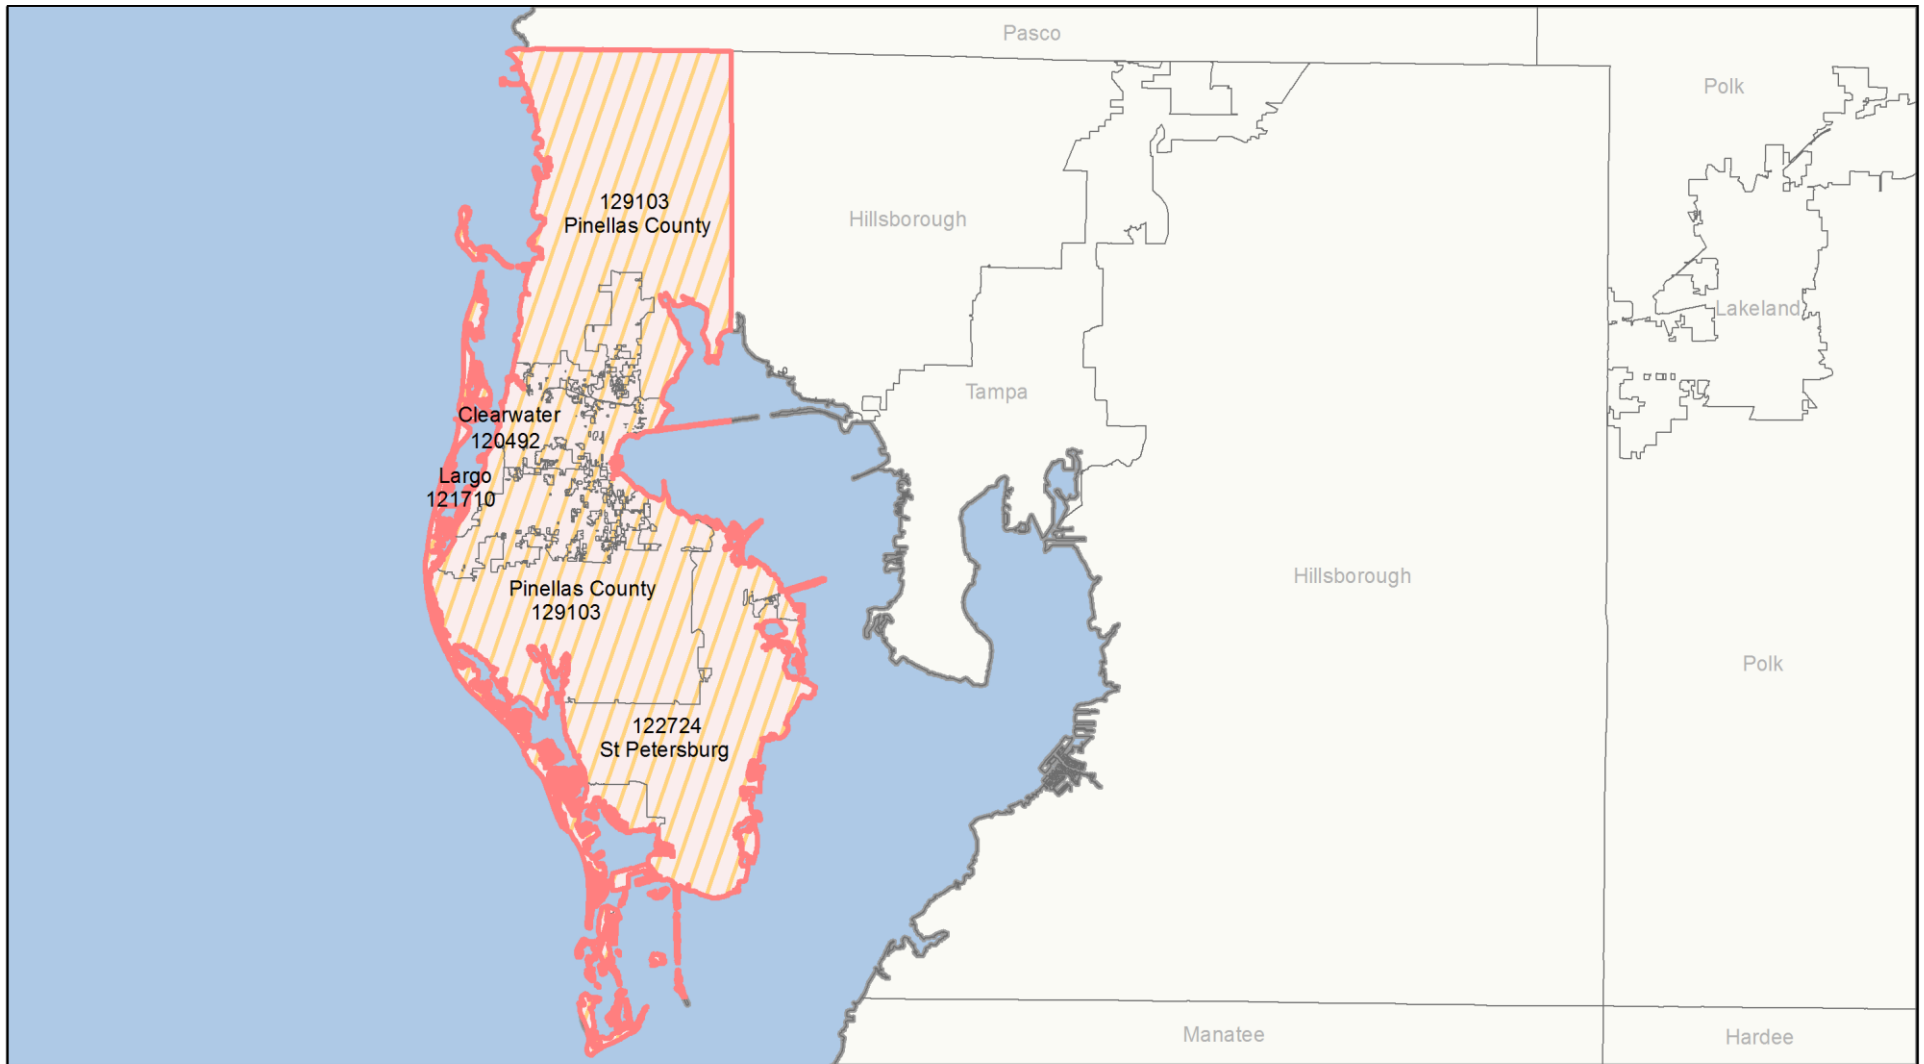 Pasco
Polk
129103
Pinellas County
Hillsborough
Lakeland
Tampa
Clearwater
120492
Largo
121710
Hillsborough
Pinellas County
129103
Polk
122724
St Petersburg
Manatee
Hardee